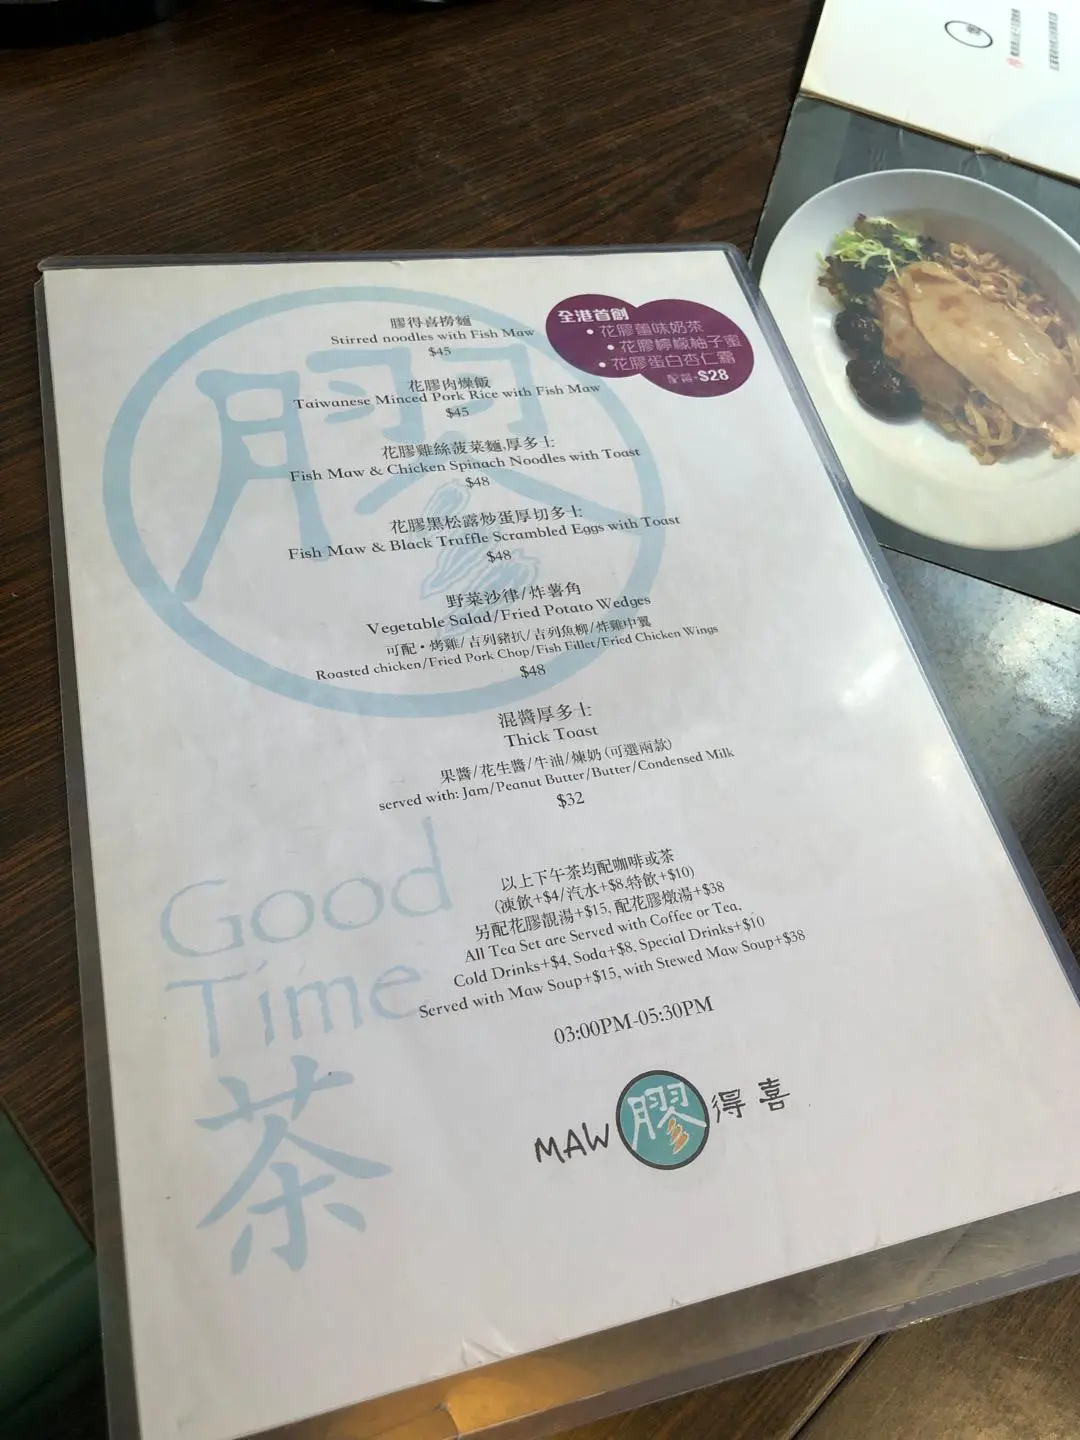 膠得喜撈麵
Stirred noodles with Fish Maw
$45
全港首創
• 花膠薑味奶茶
• 花膠檸檬柚子蜜
• 花膠蛋白杏仁霜
配餐+$28
花膠肉燥飯
Taiwanese Minced Pork Rice with Fish Maw
$45
花膠雞絲菠菜麵,厚多士
Fish Maw & Chicken Spinach Noodles with Toast
$48
花膠黑松露炒蛋厚切多士
Fish Maw & Black Truffle Scrambled Eggs with Toast
$48
野菜沙律/炸薯角
Vegetable Salad/Fried Potato Wedges
可配•烤雞/吉列豬扒/吉列魚柳/炸雞中翼
Roasted chicken/Fried Pork Chop/Fish Fillet/Fried Chicken Wings
$48
混醬厚多士
Thick Toast
果醬/花生醬/牛油/煉奶(可選兩款)
served with: Jam/Peanut Butter/Butter/Condensed Milk
$32
以上下午茶均配咖啡或茶
(凍飲+$4/汽水+$8,特飲+$10)
另配花膠靚湯+$15, 配花膠燉湯+$38
All Tea Set are Served with Coffee or Tea,
Cold Drinks+$4, Soda+$8, Special Drinks+$10
Served with Maw Soup+$15, with Stewed Maw Soup+$38
03:00PM-05:30PM
MAW 膠得喜
膠
Good
Time
茶